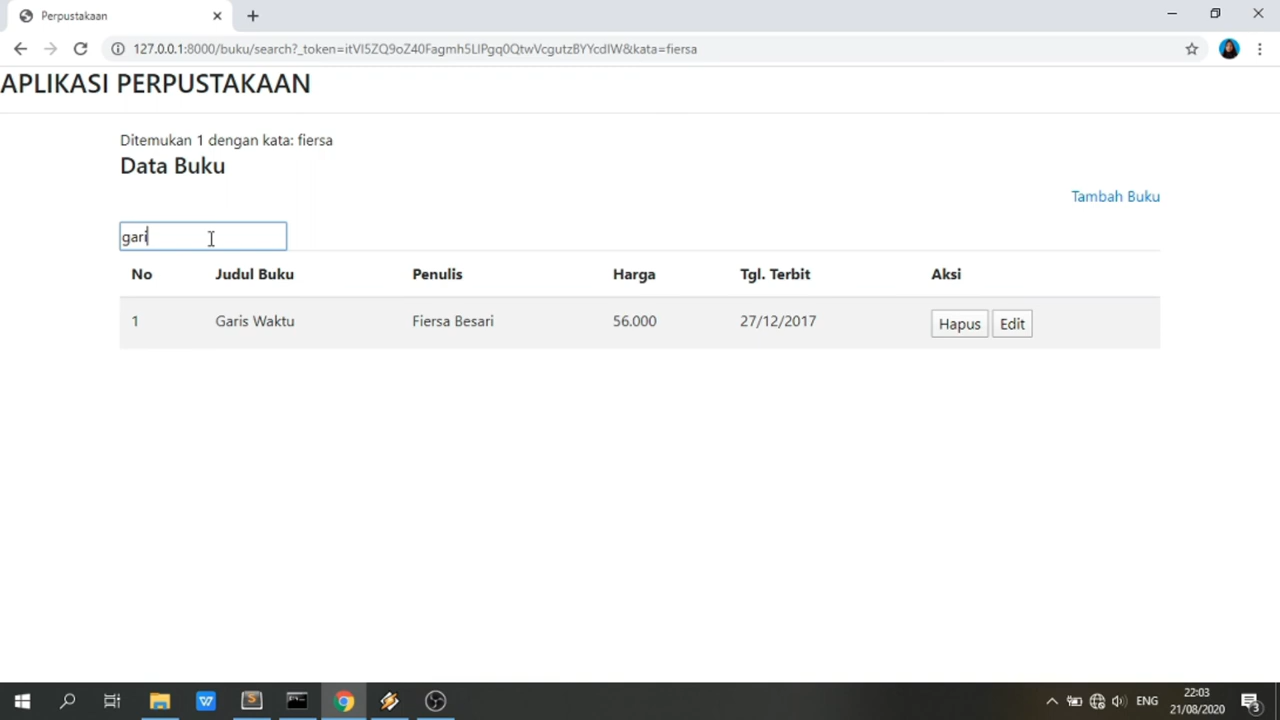 Perpustakaan
127.0.0.1:8000/buku/search?_token=itVI5ZQ9oZ40Fagmh5LIPgq0QtwVcgutzBYYcdIW&kata=fiersa
APLIKASI PERPUSTAKAAN
Ditemukan 1 dengan kata: fiersa
Data Buku
Tambah Buku
gari
No Judul Buku Penulis Harga Tgl. Terbit Aksi
1 Garis Waktu Fiersa Besari 56.000 27/12/2017 Hapus Edit
ENG
22:03
21/08/2020
3